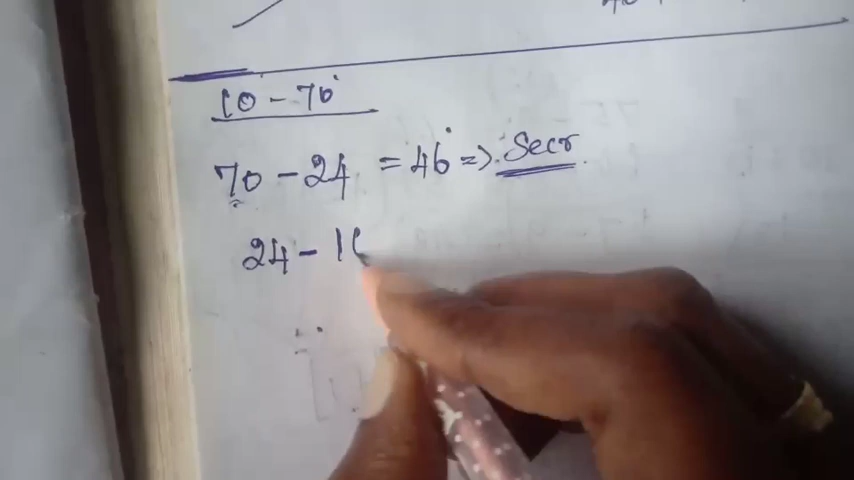 10 - 70
70 - 24 = 46 => Secr
24 - 1